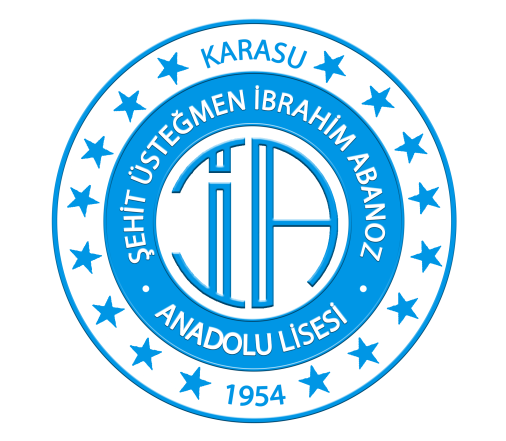 KARASU
ŞEHİT ÜSTEĞMEN İBRAHİM ABANOZ
İA
ANADOLU LİSESİ
1954